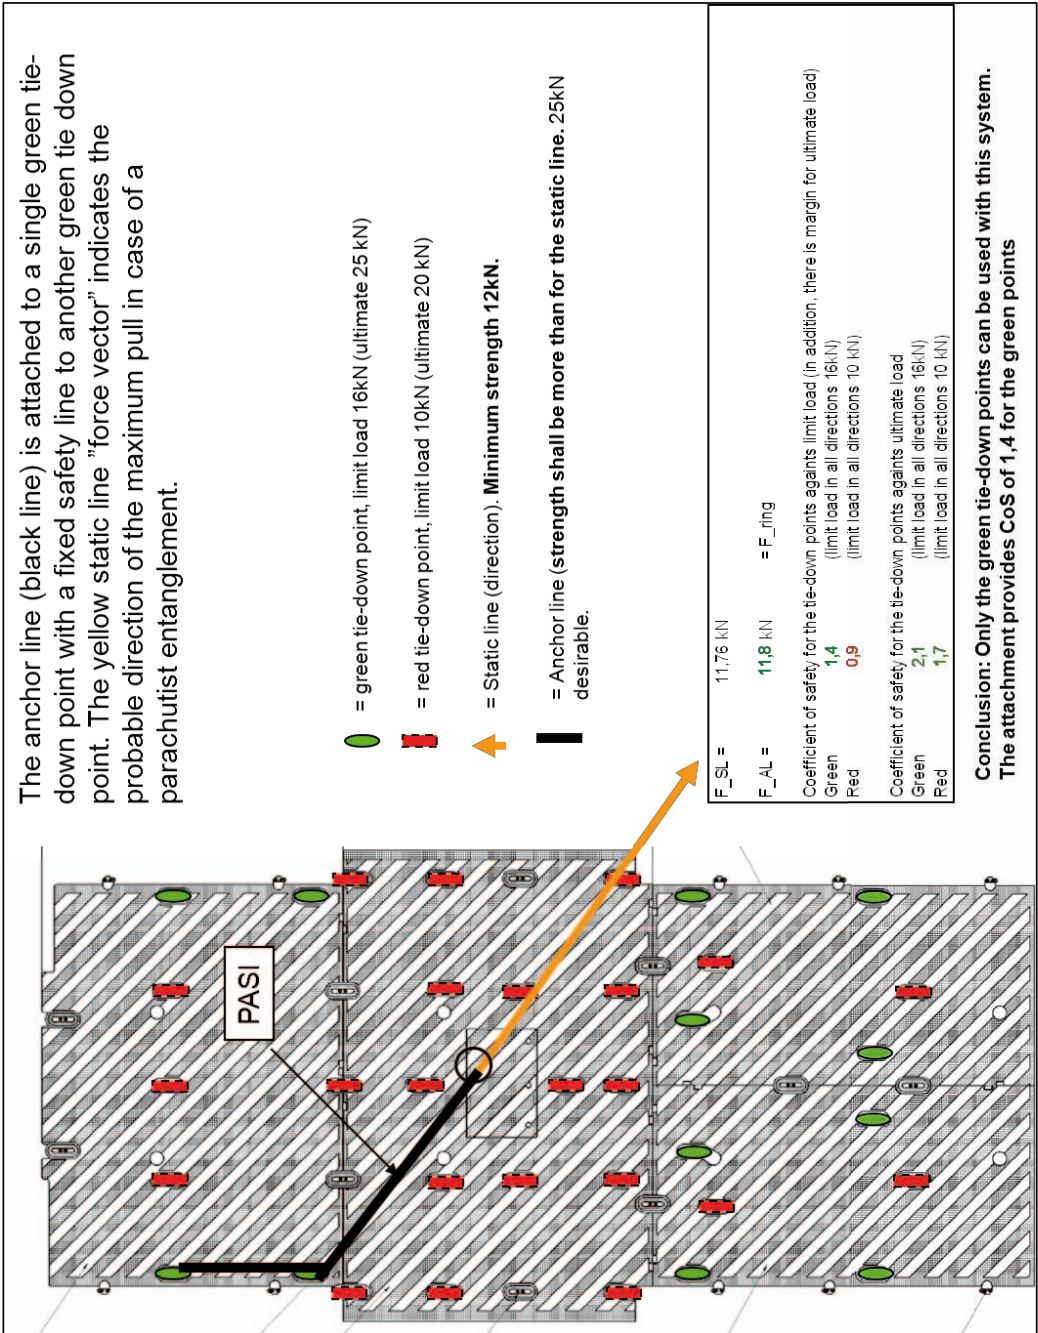 The anchor line (black line) is attached to a single green tie-
down point with a fixed safety line to another green tie down
point. The yellow static line ”force vector” indicates the
probable direction of the maximum pull in case of a
parachutist entanglement.
= green tie-down point, limit load 16kN (ultimate 25 kN)
= red tie-down point, limit load 10kN (ultimate 20 kN)
= Static line (direction). Minimum strength 12kN.
= Anchor line (strength shall be more than for the static line. 25kN
desirable.
PASI
F_SL = 11,76 kN
F_AL = 11,8 kN = F_ring
Coefficient of safety for the tie-down points againts limit load (in addition, there is margin for ultimate load)
Green 1,4 (limit load in all directions 16kN)
Red 0,9 (limit load in all directions 10 kN)
Coefficient of safety for the tie-down points againts ultimate load
Green 2,1 (limit load in all directions 16kN)
Red 1,7 (limit load in all directions 10 kN)
Conclusion: Only the green tie-down points can be used with this system.
The attachment provides CoS of 1,4 for the green points